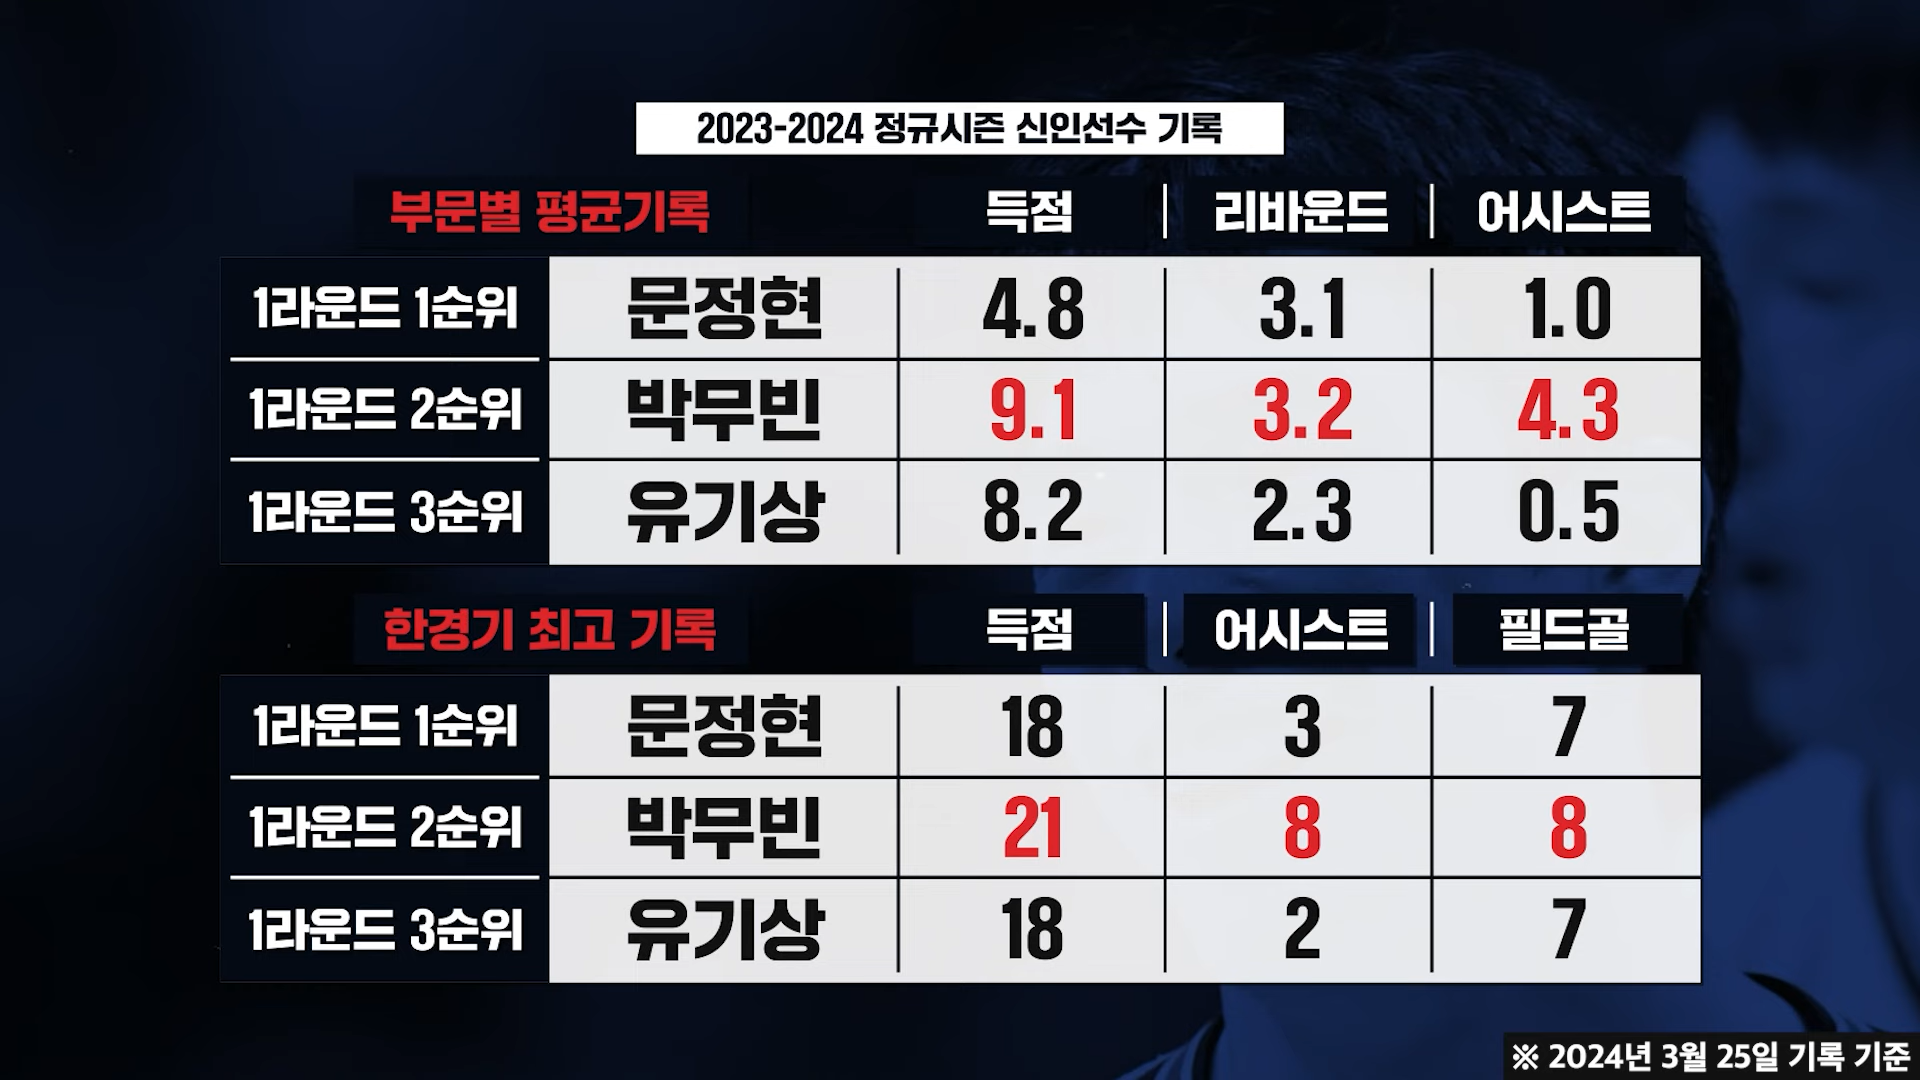 2023-2024 정규시즌 신인선수 기록
부문별 평균기록 득점 리바운드 어시스트
1라운드 1순위 문정현 4.8 3.1 1.0
1라운드 2순위 박무빈 9.1 3.2 4.3
1라운드 3순위 유기상 8.2 2.3 0.5
한경기 최고 기록 득점 어시스트 필드골
1라운드 1순위 문정현 18 3 7
1라운드 2순위 박무빈 21 8 8
1라운드 3순위 유기상 18 2 7
※ 2024년 3월 25일 기록 기준